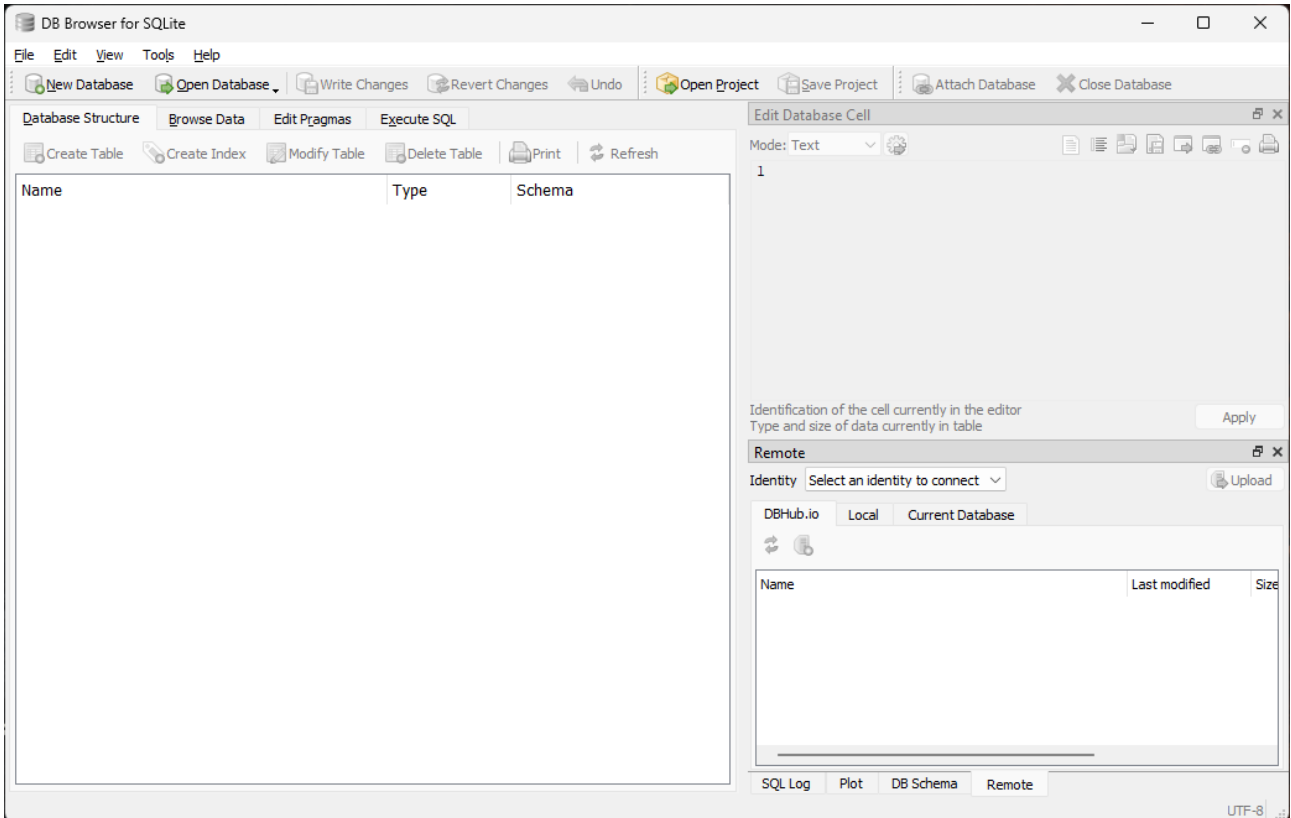 DB Browser for SQLite
File Edit View Tools Help
New Database Open Database Write Changes Revert Changes Undo Open Project Save Project Attach Database Close Database
Database Structure Browse Data Edit Pragmas Execute SQL
Create Table Create Index Modify Table Delete Table Print Refresh
Name Type Schema
Edit Database Cell
Mode: Text
1
Identification of the cell currently in the editor
Type and size of data currently in table
Apply
Remote
Identity Select an identity to connect Upload
DBHub.io Local Current Database
Name Last modified Size
SQL Log Plot DB Schema Remote
UTF-8